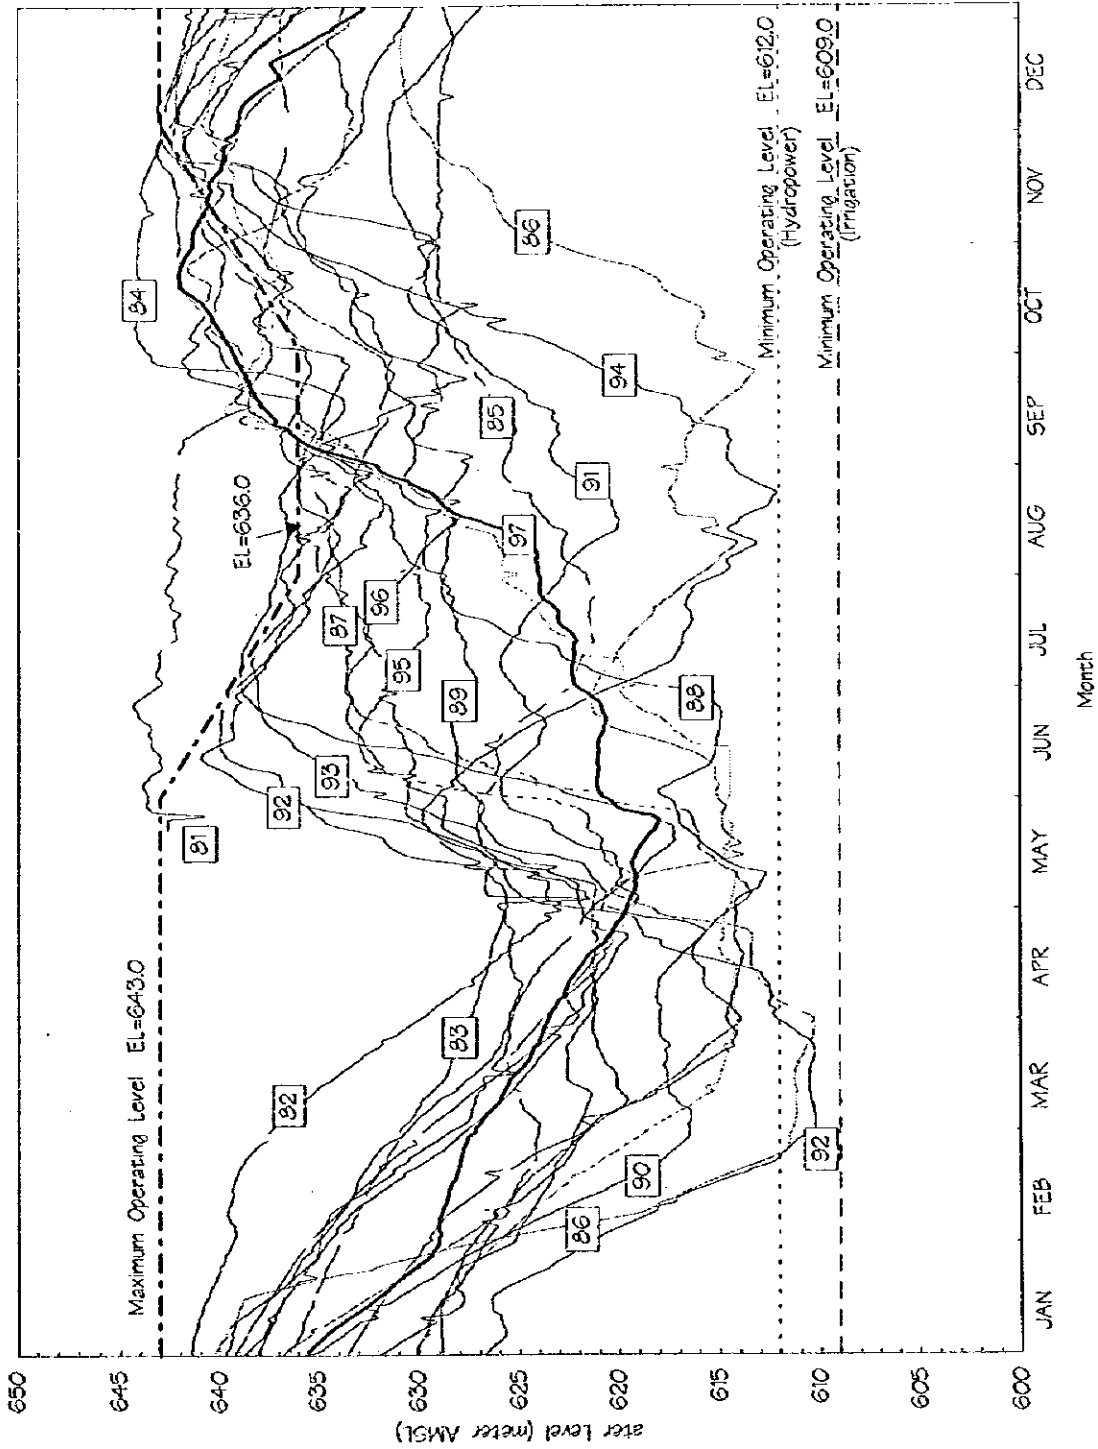 650
645
635
630
625
620
615
610
605
600
ater Level (meter AMSL)
Maximum Operating Level EL=643.0
EL=636.0
Minimum Operating Level EL=612.0
(Hydropower)
Minimum Operating Level EL=609.0
(Irrigation)
84
81
82
83
92
93
87
96
95
89
97
85
91
94
86
88
90
86
92
JAN
FEB
MAR
APR
MAY
JUN
JUL
AUG
SEP
OCT
NOV
DEC
Month